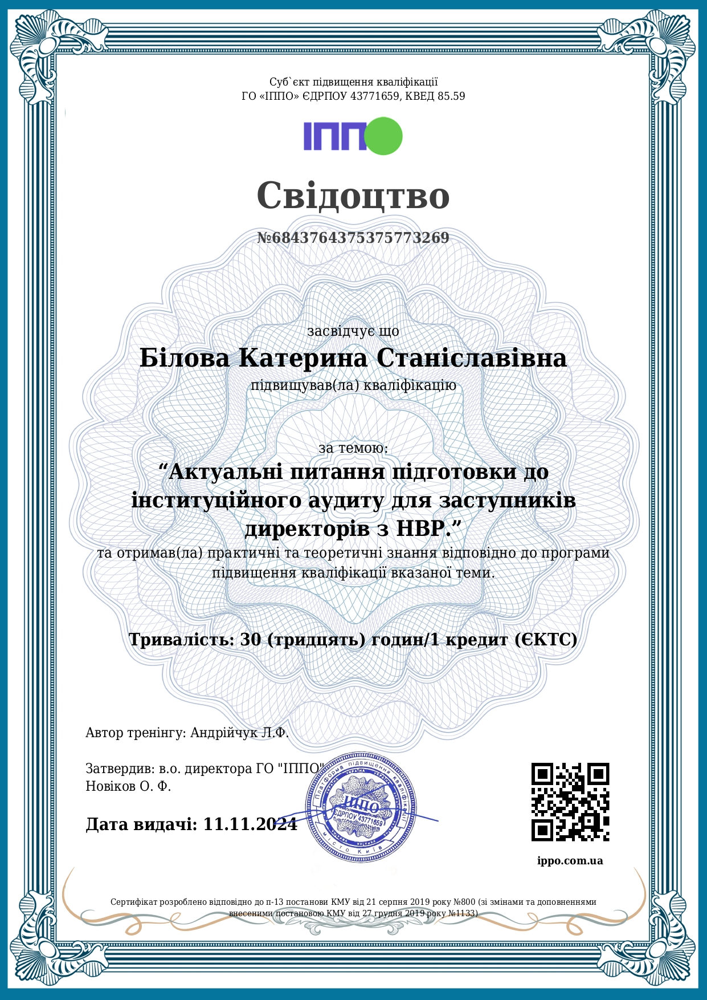 Суб`єкт підвищення кваліфікації
ГО «ІППО» ЄДРПОУ 43771659, КВЕД 85.59
ІППО
Свідоцтво
№6843764375375773269
засвідчує що
Білова Катерина Станіславівна
підвищував(ла) кваліфікацію
за темою:
“Актуальні питання підготовки до
інституційного аудиту для заступників
директорів з НВР.”
та отримав(ла) практичні та теоретичні знання відповідно до програми
підвищення кваліфікації вказаної теми.
Тривалість: 30 (тридцять) годин/1 кредит (ЄКТС)
Автор тренінгу: Андрійчук Л.Ф.
Затвердив: в.о. директора ГО "ІППО"
Новіков О. Ф.
Дата видачі: 11.11.2024
Платформа підвищення кваліфікації
УКРАЇНА УКРАЇНА УКРАЇНА
ІППО
ЄДРПОУ 43771659
місто Київ
ippo.com.ua
Сертифікат розроблено відповідно до п-13 постанови КМУ від 21 серпня 2019 року №800 (зі змінами та доповненнями
внесеними постановою КМУ від 27 грудня 2019 року №1133)